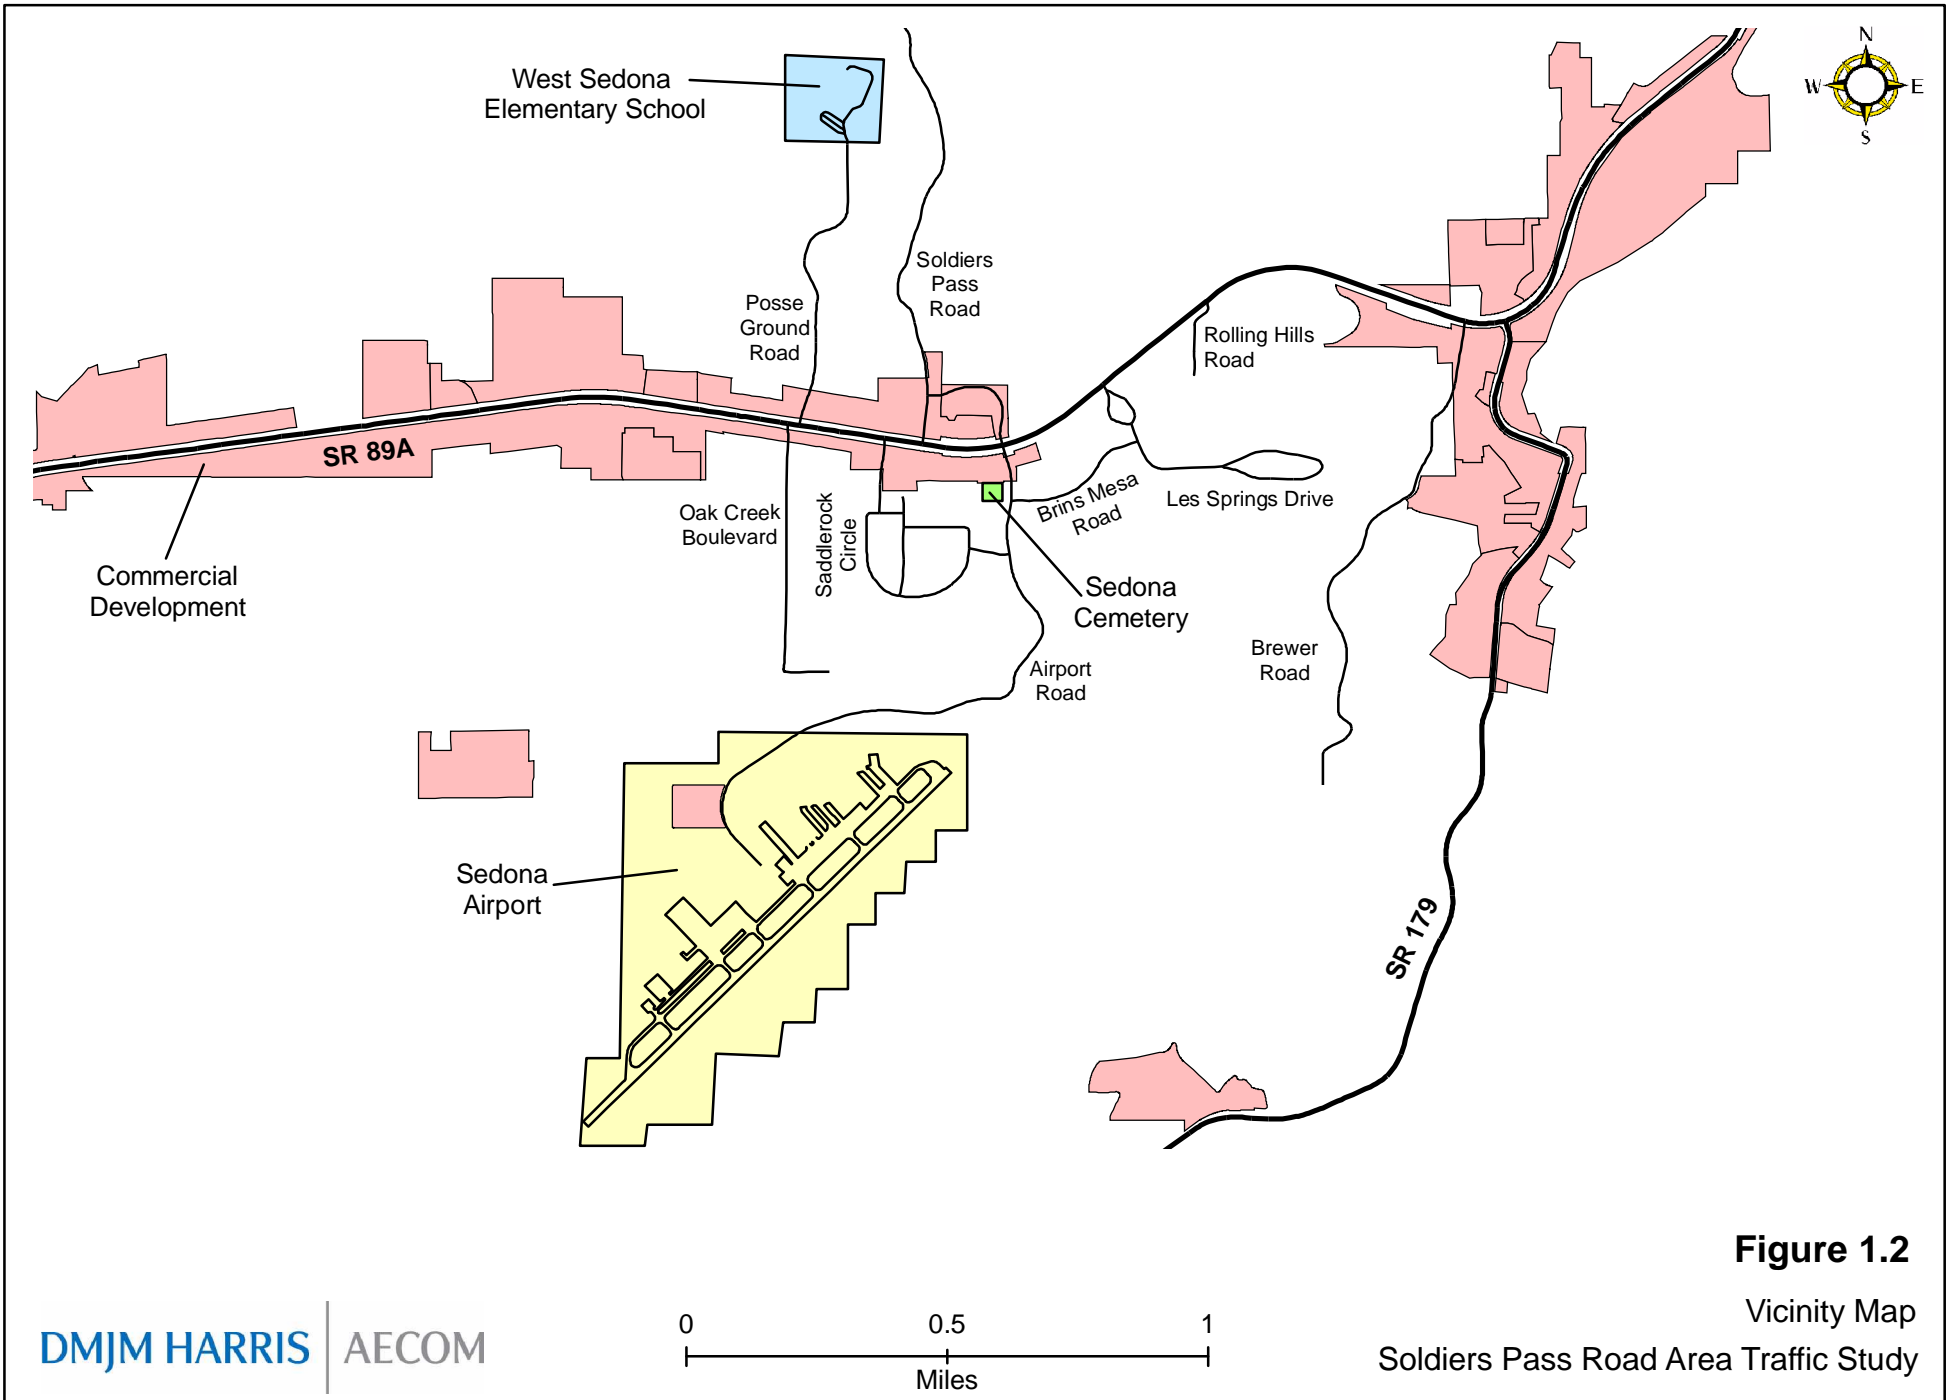 N
W
E
S
West Sedona
Elementary School
Soldiers
Pass
Road
Posse
Ground
Road
Rolling Hills
Road
SR 89A
Oak Creek
Boulevard
Saddlerock
Circle
Brins Mesa
Road
Les Springs Drive
Commercial
Development
Sedona
Cemetery
Airport
Road
Brewer
Road
Sedona
Airport
SR 179
Figure 1.2
Vicinity Map
Soldiers Pass Road Area Traffic Study
DMJM HARRIS AECOM
0 0.5 1
Miles